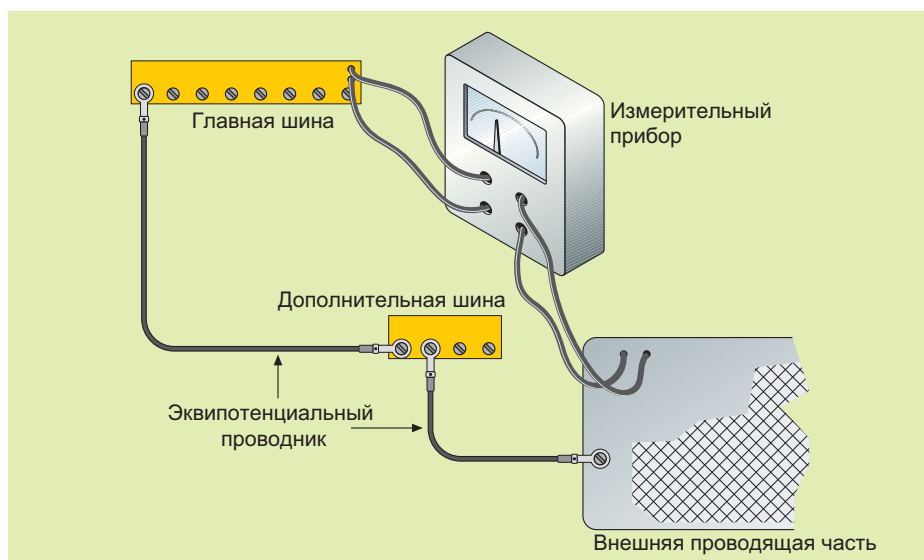 Главная шина
Измерительный
прибор
Дополнительная шина
Эквипотенциальный
проводник
Внешняя проводящая часть